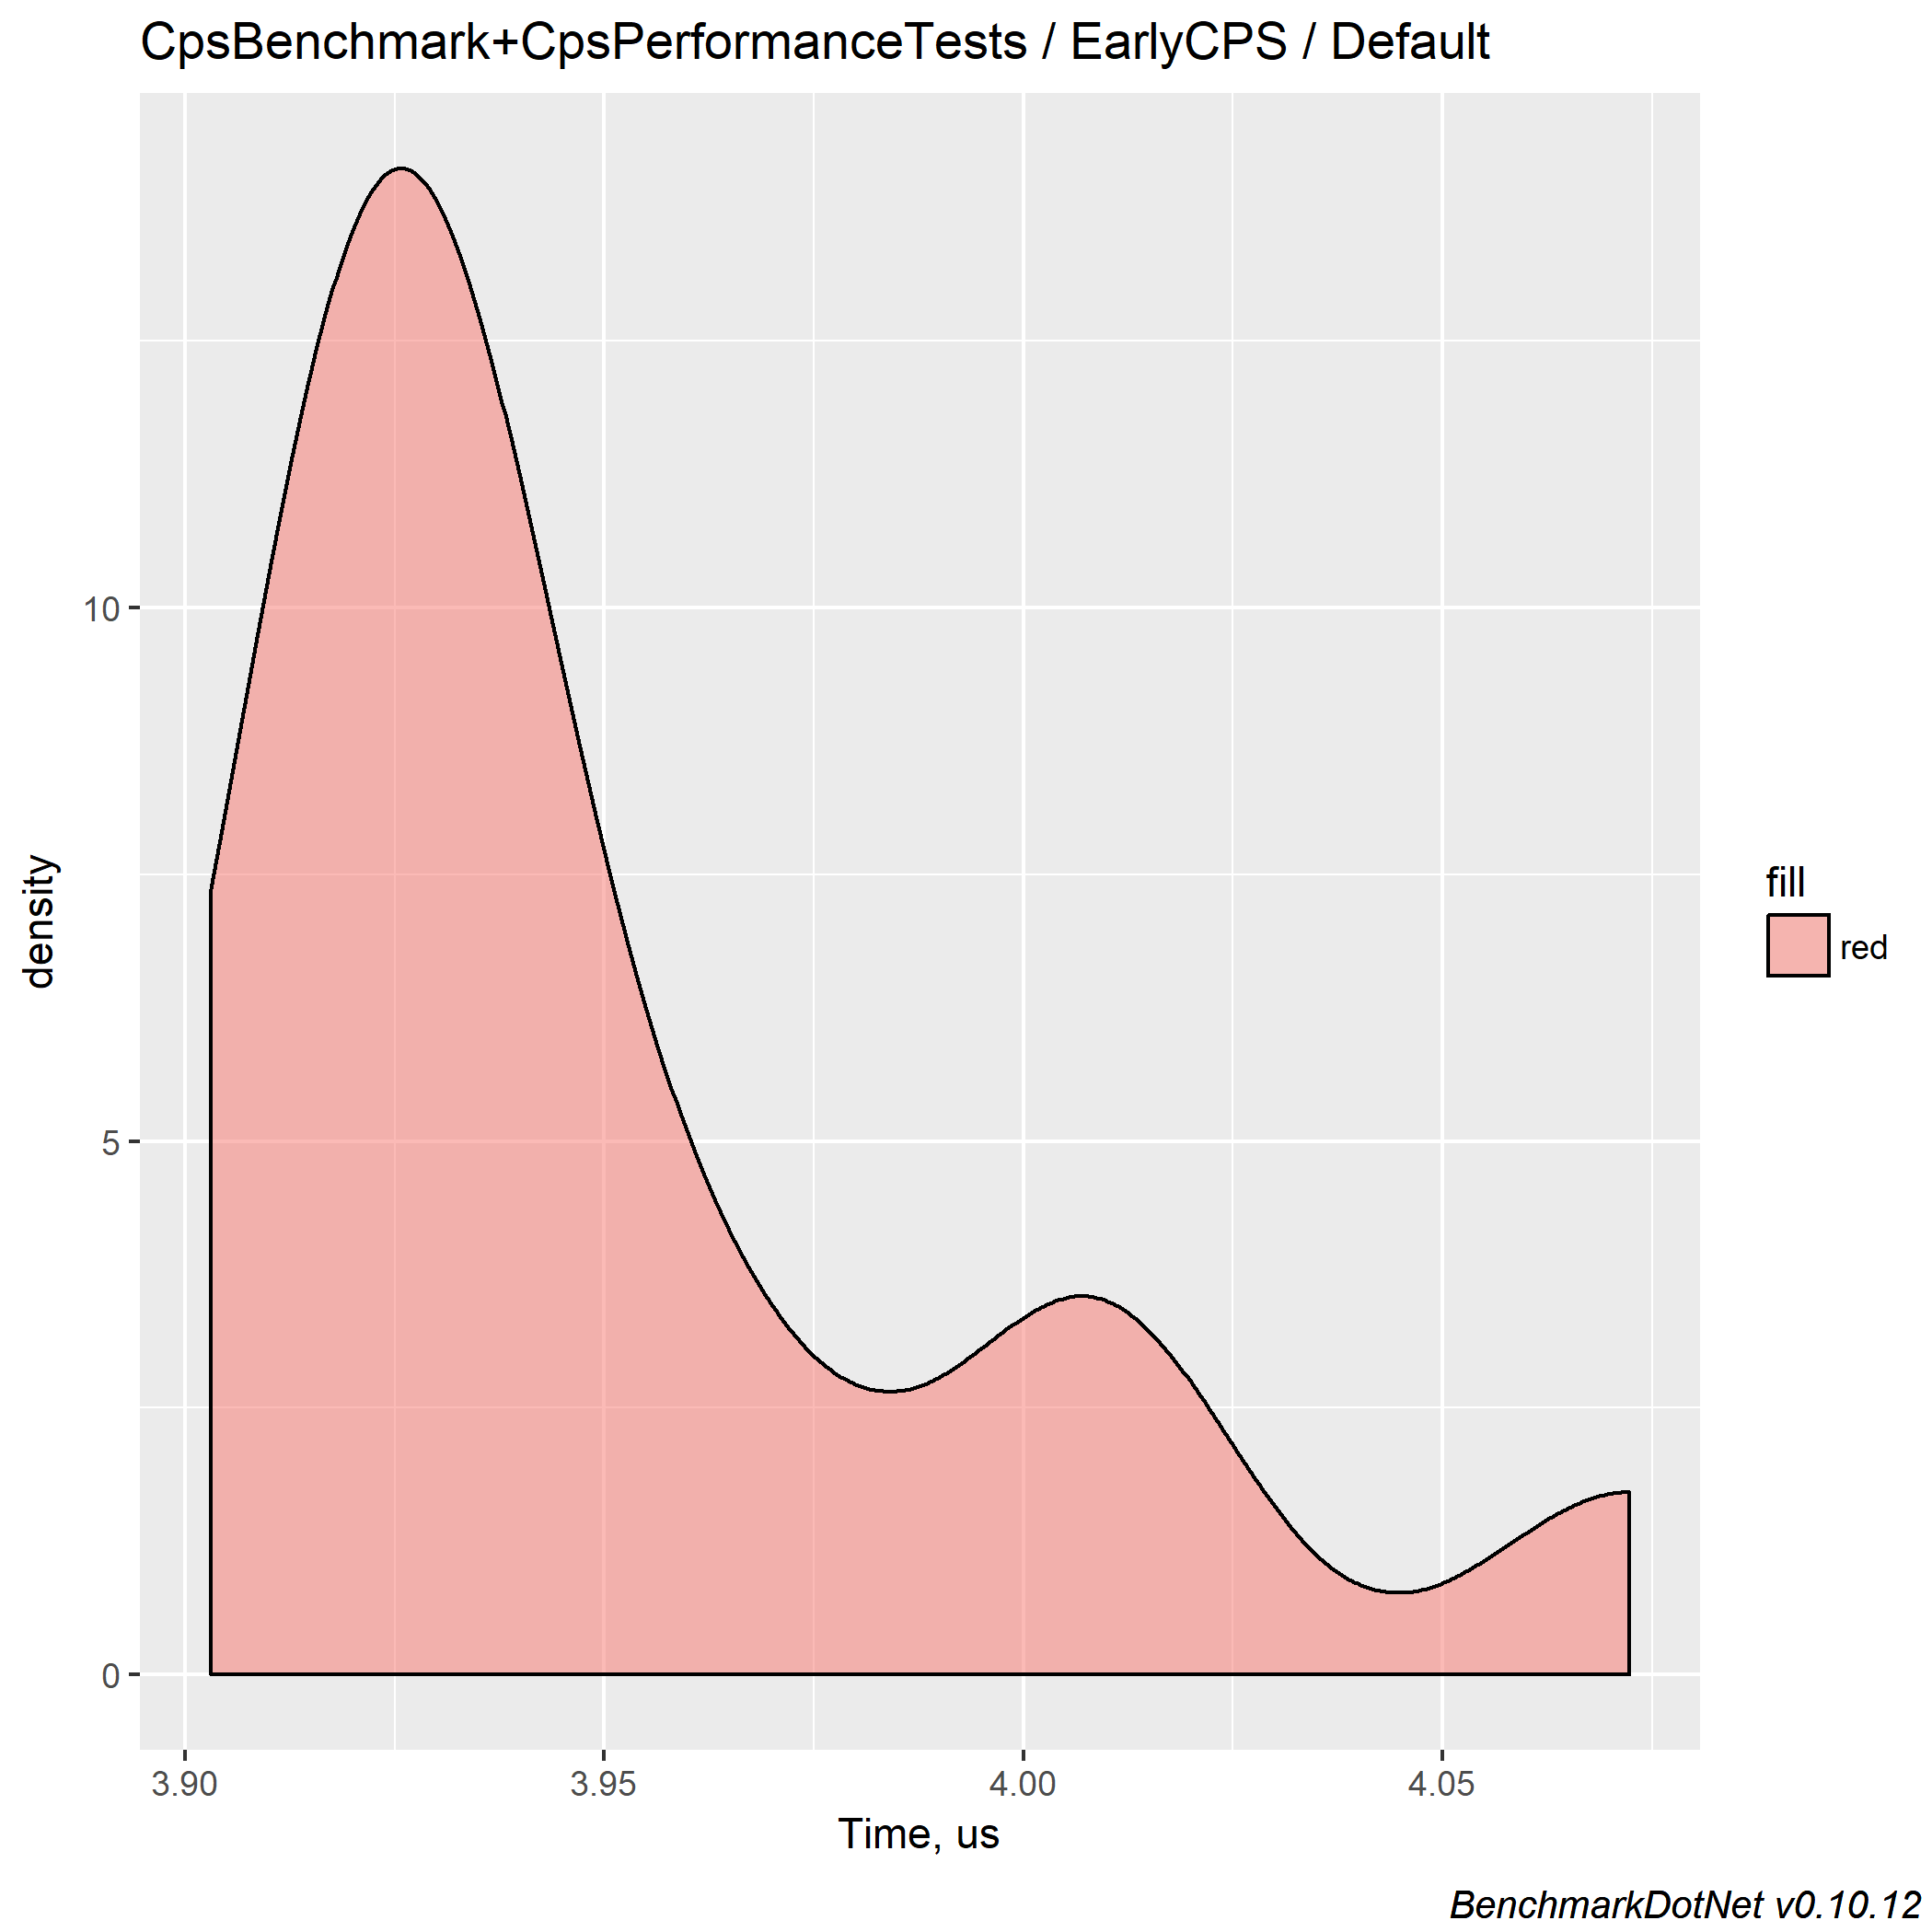 CpsBenchmark+CpsPerformanceTests / EarlyCPS / Default
density
10
5
0
3.90 3.95 4.00 4.05
Time, us
fill
red
BenchmarkDotNet v0.10.12